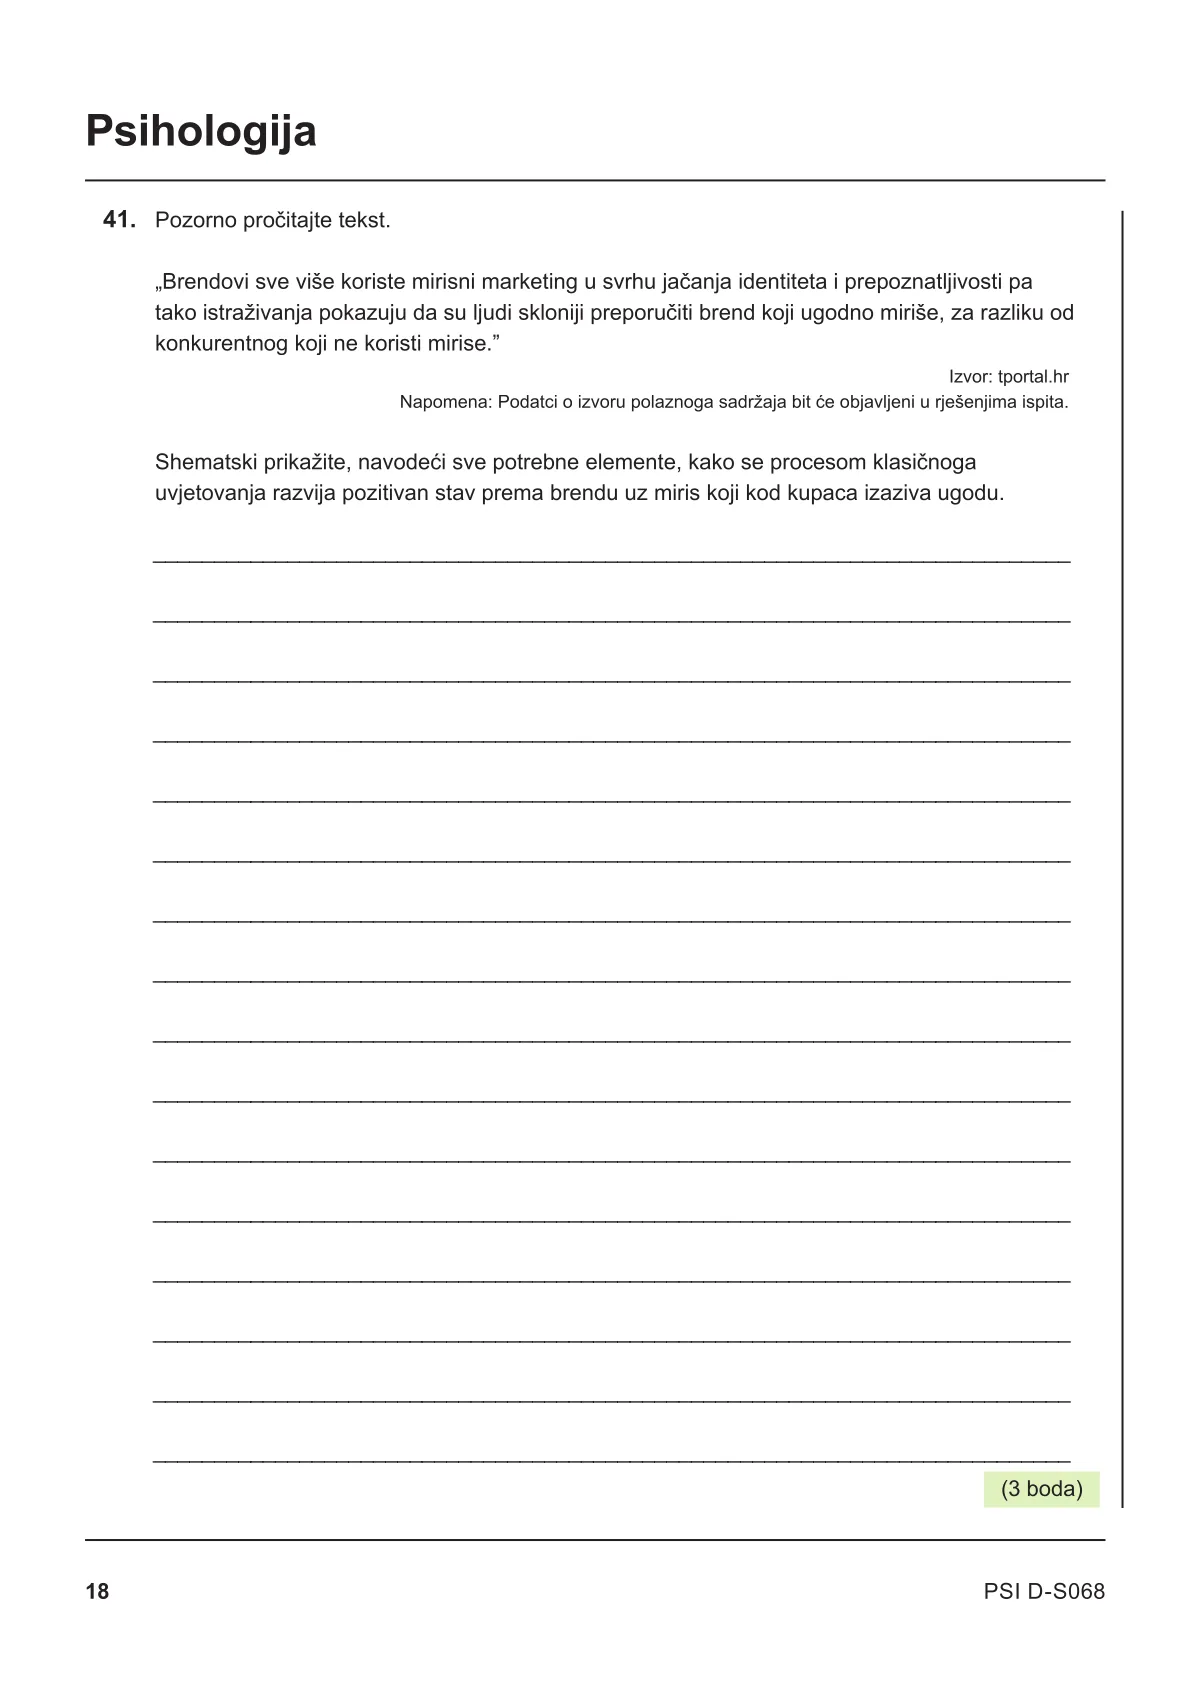 Psihologija
41. Pozorno pročitajte tekst.
„Brendovi sve više koriste mirisni marketing u svrhu jačanja identiteta i prepoznatljivosti pa
tako istraživanja pokazuju da su ljudi skloniji preporučiti brend koji ugodno miriše, za razliku od
konkurentnog koji ne koristi mirise.”
Izvor: tportal.hr
Napomena: Podatci o izvoru polaznoga sadržaja bit će objavljeni u rješenjima ispita.
Shematski prikažite, navodeći sve potrebne elemente, kako se procesom klasičnoga
uvjetovanja razvija pozitivan stav prema brendu uz miris koji kod kupaca izaziva ugodu.
(3 boda)
18
PSI D-S068